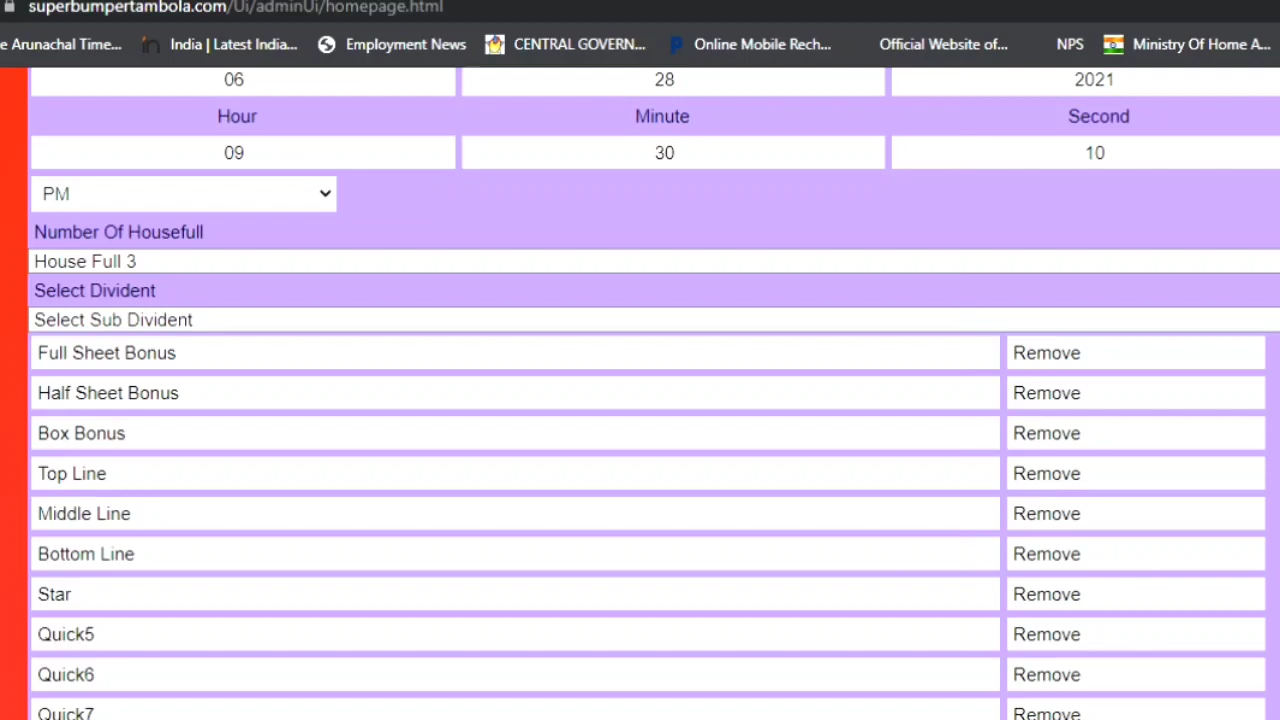 superbumpertambola.com/Ui/adminUi/homepage.html
e Arunachal Time... India | Latest India... Employment News CENTRAL GOVERN... Online Mobile Rech... Official Website of... NPS Ministry Of Home A...
06 28 2021
Hour Minute Second
09 30 10
PM
Number Of Housefull
House Full 3
Select Divident
Select Sub Divident
Full Sheet Bonus Remove
Half Sheet Bonus Remove
Box Bonus Remove
Top Line Remove
Middle Line Remove
Bottom Line Remove
Star Remove
Quick5 Remove
Quick6 Remove
Quick7 Remove